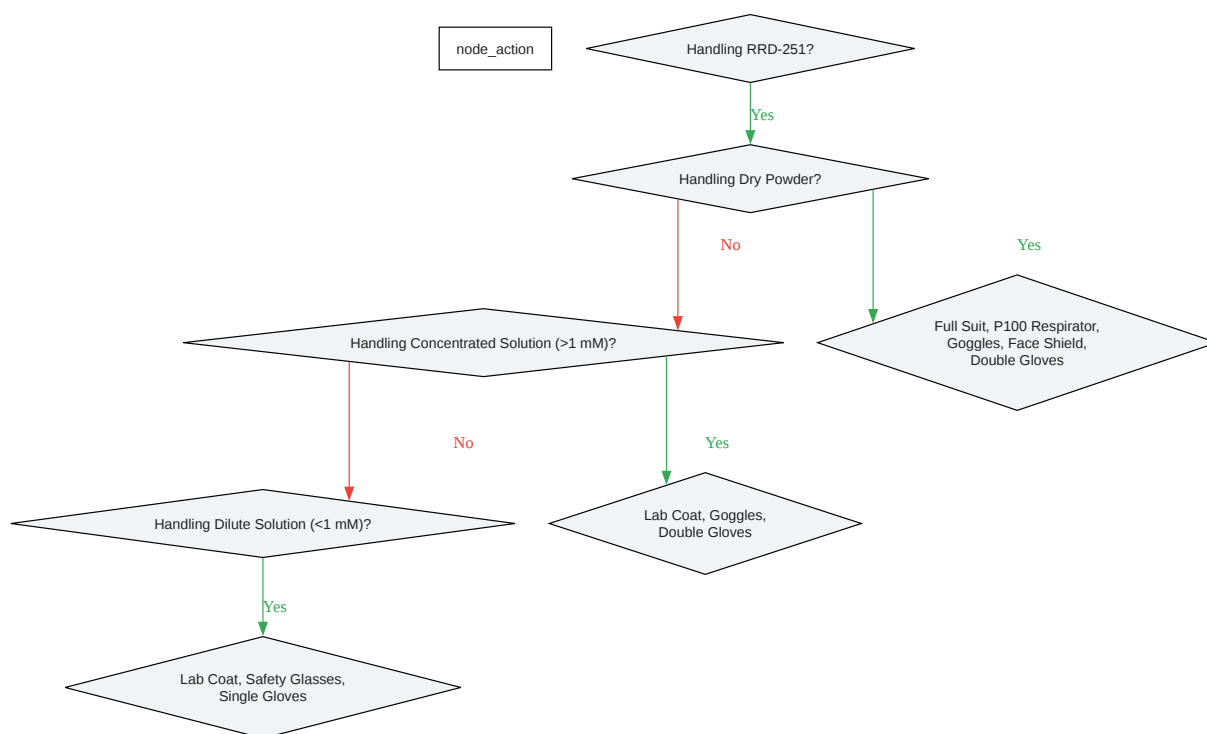 node_action
Handling RRD-251?
Yes
Handling Dry Powder?
No
Yes
Full Suit, P100 Respirator,
Goggles, Face Shield,
Double Gloves
Handling Concentrated Solution (>1 mM)?
No
Yes
Lab Coat, Goggles,
Double Gloves
Handling Dilute Solution (<1 mM)?
Yes
Lab Coat, Safety Glasses,
Single Gloves